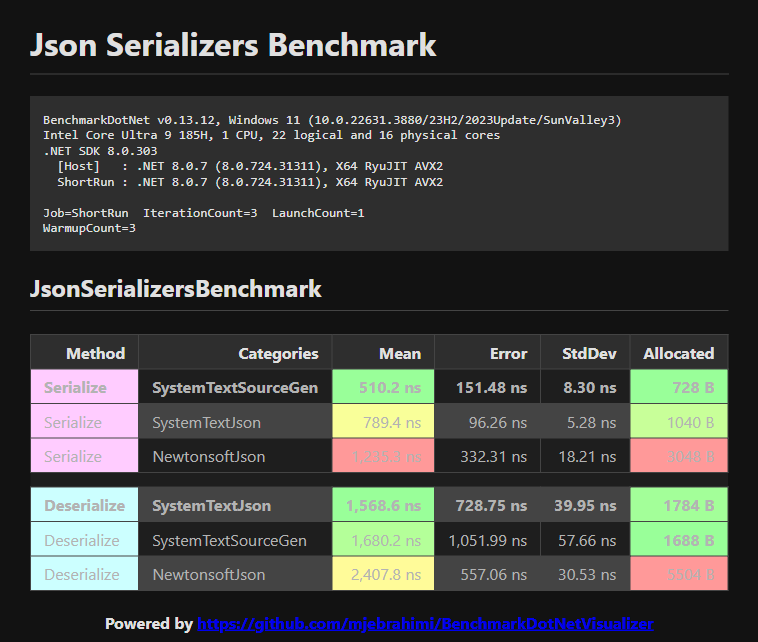 Json Serializers Benchmark
BenchmarkDotNet v0.13.12, Windows 11 (10.0.22631.3880/23H2/2023Update/SunValley3)
Intel Core Ultra 9 185H, 1 CPU, 22 logical and 16 physical cores
.NET SDK 8.0.303
[Host] : .NET 8.0.7 (8.0.724.31311), X64 RyuJIT AVX2
ShortRun : .NET 8.0.7 (8.0.724.31311), X64 RyuJIT AVX2
Job=ShortRun IterationCount=3 LaunchCount=1
WarmupCount=3
JsonSerializersBenchmark
Method Categories Mean Error StdDev Allocated
Serialize SystemTextSourceGen 510.2 ns 151.48 ns 8.30 ns 728 B
Serialize SystemTextJson 789.4 ns 96.26 ns 5.28 ns 1040 B
Serialize NewtonsoftJson ns 332.31 ns 18.21 ns B
Deserialize SystemTextJson 1,568.6 ns 728.75 ns 39.95 ns 1784 B
Deserialize SystemTextSourceGen 1,680.2 ns 1,051.99 ns 57.66 ns 1688 B
Deserialize NewtonsoftJson 2,407.8 ns 557.06 ns 30.53 ns B
Powered by https://github.com/mjebrahimi/BenchmarkDotNetVisualizer